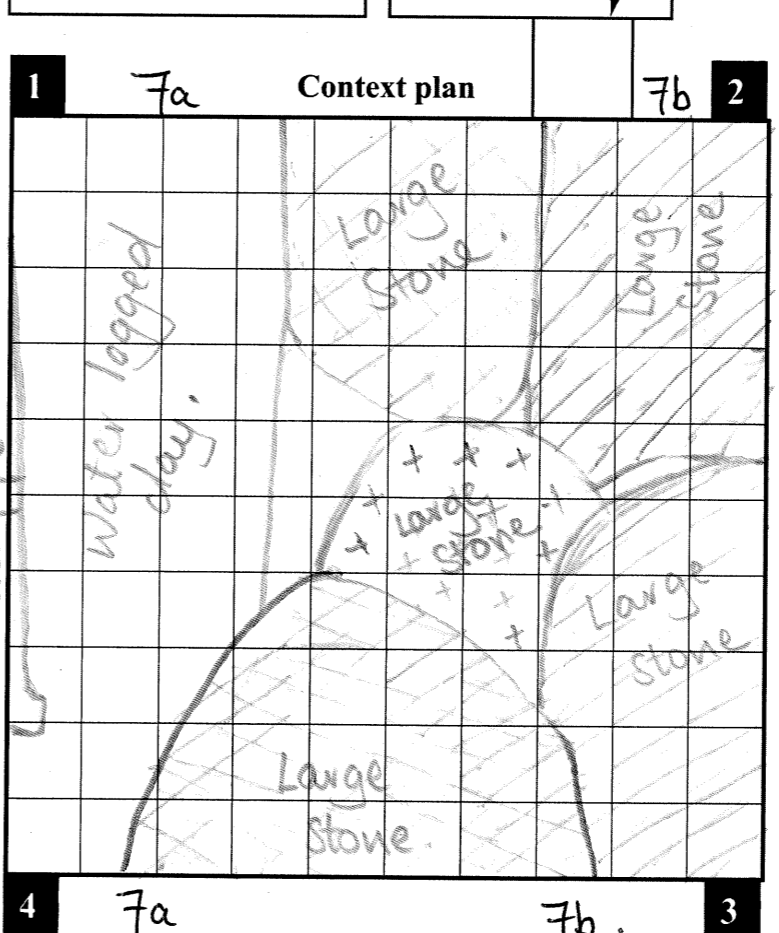 1 7a Context plan 7b 2
Large
Stone.
Large
Stone
Water logged
clay.
Large
Stone
Large
Stone
Large
Stone.
4 7a 7b. 3